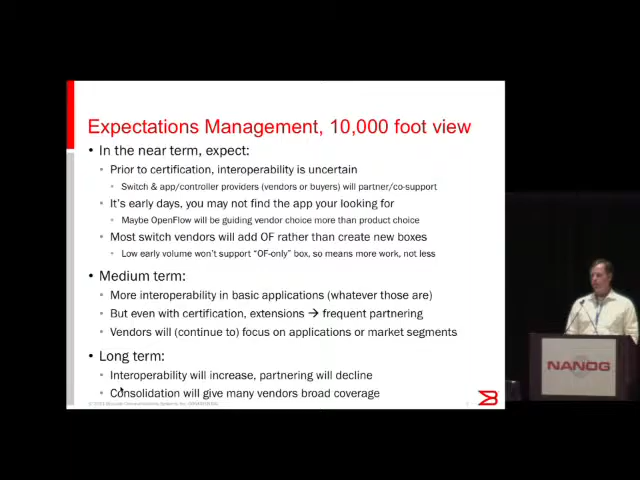 Expectations Management, 10,000 foot view
• In the near term, expect:
Prior to certification, interoperability is uncertain
Switch & app/controller providers (vendors or buyers) will partner/co-support
It's early days, you may not find the app your looking for
Maybe OpenFlow will be guiding vendor choice more than product choice
Most switch vendors will add OF rather than create new boxes
Low early volume won't support "OF-only" box, so means more work, not less
• Medium term:
More interoperability in basic applications (whatever those are)
But even with certification, extensions → frequent partnering
Vendors will (continue to) focus on applications or market segments
• Long term:
Interoperability will increase, partnering will decline
Consolidation will give many vendors broad coverage
NANOG